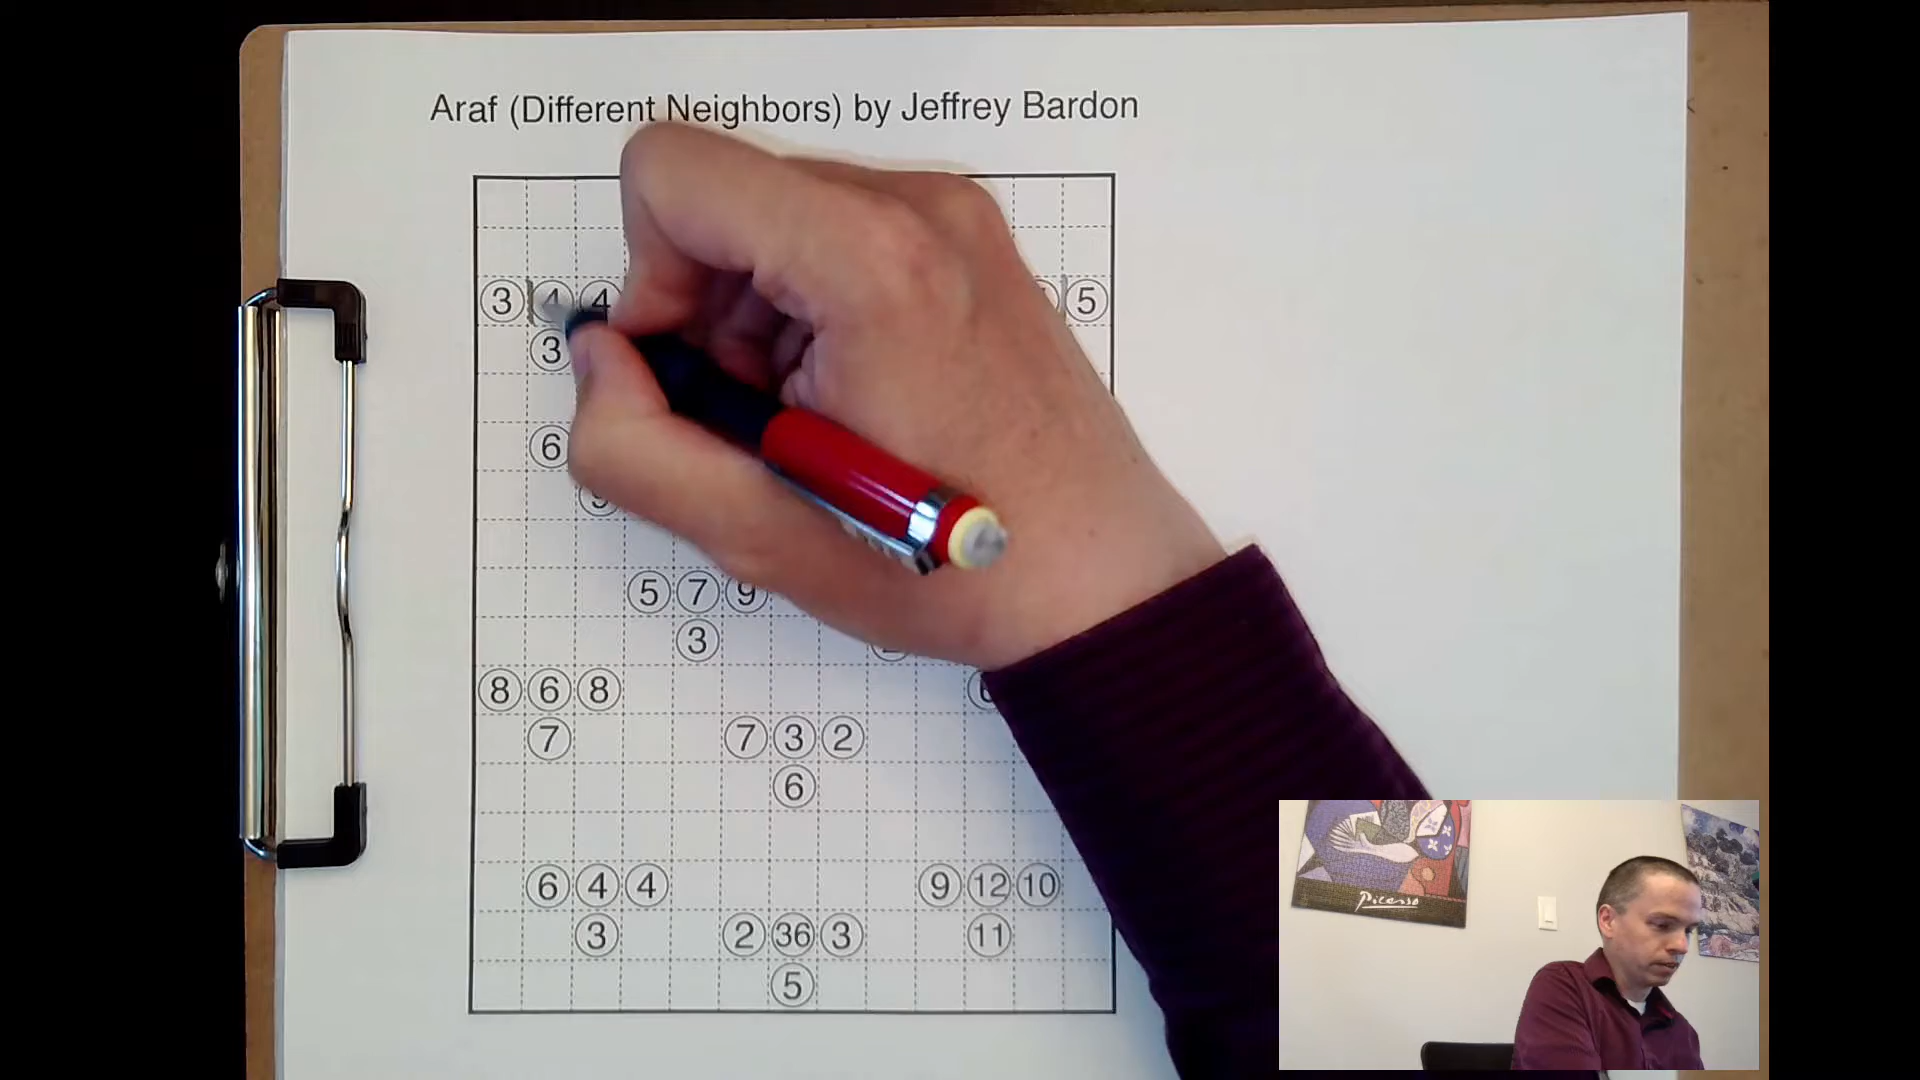 Araf (Different Neighbors) by Jeffrey Bardon
3 4 4 5
3
6
9
5 7 9
3
8 6 8
7 7 3 2
6
6 4 4 9 12 10
3 2 36 3 11
5
Picasso